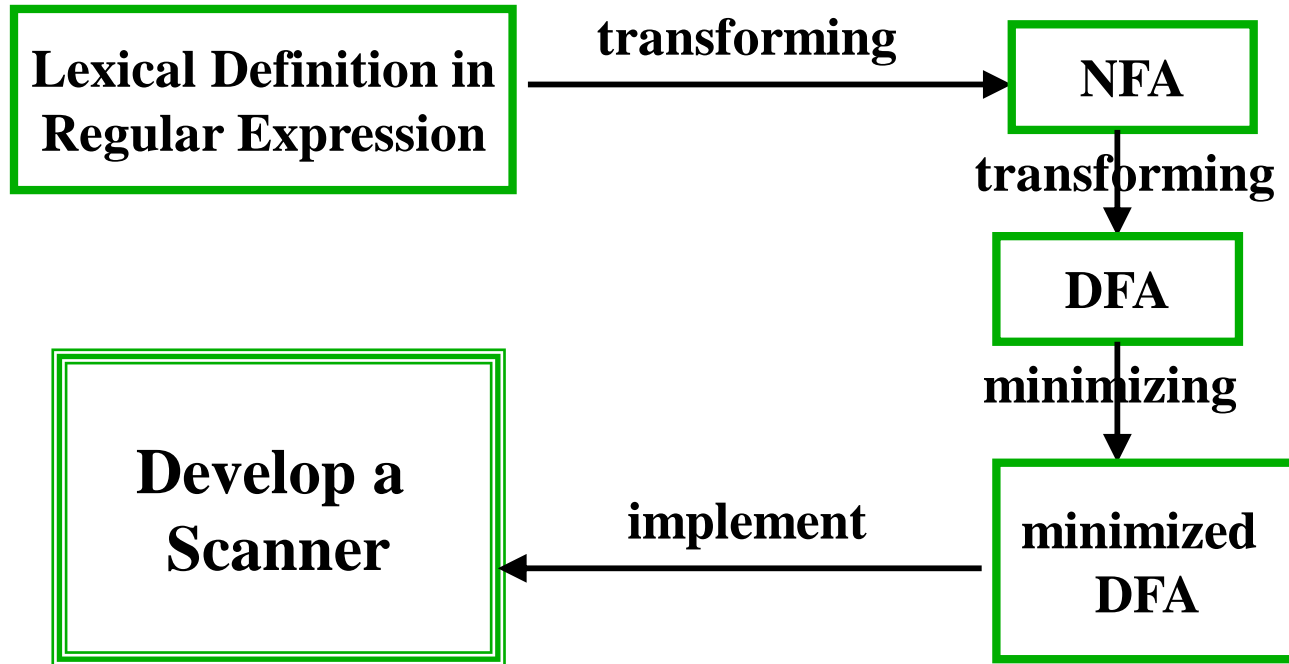 Lexical Definition in
Regular Expression
transforming
NFA
transforming
DFA
minimizing
minimized
DFA
implement
Develop a
Scanner